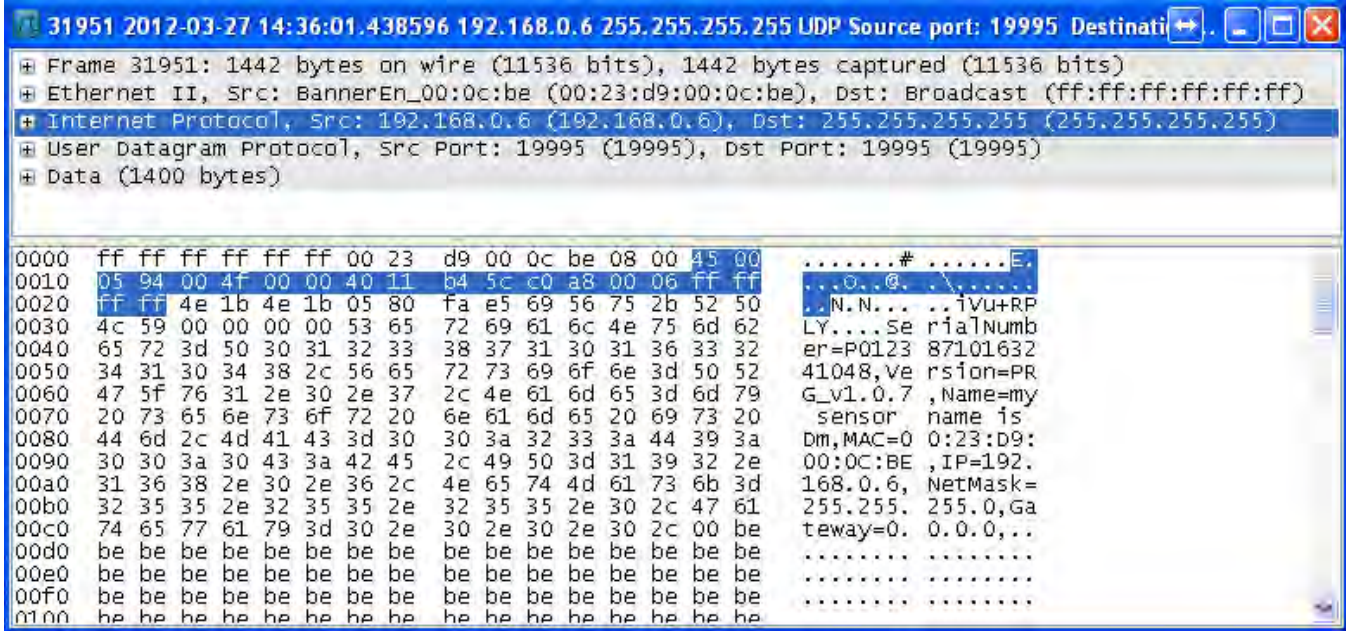 31951 2012-03-27 14:36:01.438596 192.168.0.6 255.255.255.255 UDP Source port: 19995 Destinati
Frame 31951: 1442 bytes on wire (11536 bits), 1442 bytes captured (11536 bits)
Ethernet II, Src: BannerEn_00:0c:be (00:23:d9:00:0c:be), Dst: Broadcast (ff:ff:ff:ff:ff:ff)
Internet Protocol, Src: 192.168.0.6 (192.168.0.6), Dst: 255.255.255.255 (255.255.255.255)
User Datagram Protocol, Src Port: 19995 (19995), Dst Port: 19995 (19995)
Data (1400 bytes)
0000 ff ff ff ff ff ff 00 23 d9 00 0c be 08 00 45 00 .......# ......E.
0010 05 94 00 4f 00 00 40 11 b4 5c c0 a8 00 06 ff ff ...O..@. .\......
0020 ff ff 4e 1b 4e 1b 05 80 fa e5 69 56 75 2b 52 50 ..N.N... ..iVu+RP
0030 4c 59 00 00 00 00 53 65 72 69 61 6c 4e 75 6d 62 LY....Se rialNumb
0040 65 72 3d 50 30 31 32 33 38 37 31 30 31 36 33 32 er=P0123 87101632
0050 34 31 30 34 38 2c 56 65 72 73 69 6f 6e 3d 50 52 41048,Ve rsion=PR
0060 47 5f 76 31 2e 30 2e 37 2c 4e 61 6d 65 3d 6d 79 G_v1.0.7 ,Name=my
0070 20 73 65 6e 73 6f 72 20 6e 61 6d 65 20 69 73 20 sensor name is
0080 44 6d 2c 4d 41 43 3d 30 30 3a 32 33 3a 44 39 3a Dm,MAC=0 0:23:D9:
0090 30 30 3a 30 43 3a 42 45 2c 49 50 3d 31 39 32 2e 00:0C:BE ,IP=192.
00a0 31 36 38 2e 30 2e 36 2c 4e 65 74 4d 61 73 6b 3d 168.0.6, NetMask=
00b0 32 35 35 2e 32 35 35 2e 32 35 35 2e 30 2c 47 61 255.255. 255.0,Ga
00c0 74 65 77 61 79 3d 30 2e 30 2e 30 2e 30 2c 00 be teway=0. 0.0.0,..
00d0 be be be be be be be be be be be be be be be be ........ ........
00e0 be be be be be be be be be be be be be be be be ........ ........
00f0 be be be be be be be be be be be be be be be be ........ ........
0100 be be be be be be be be be be be be be be be be